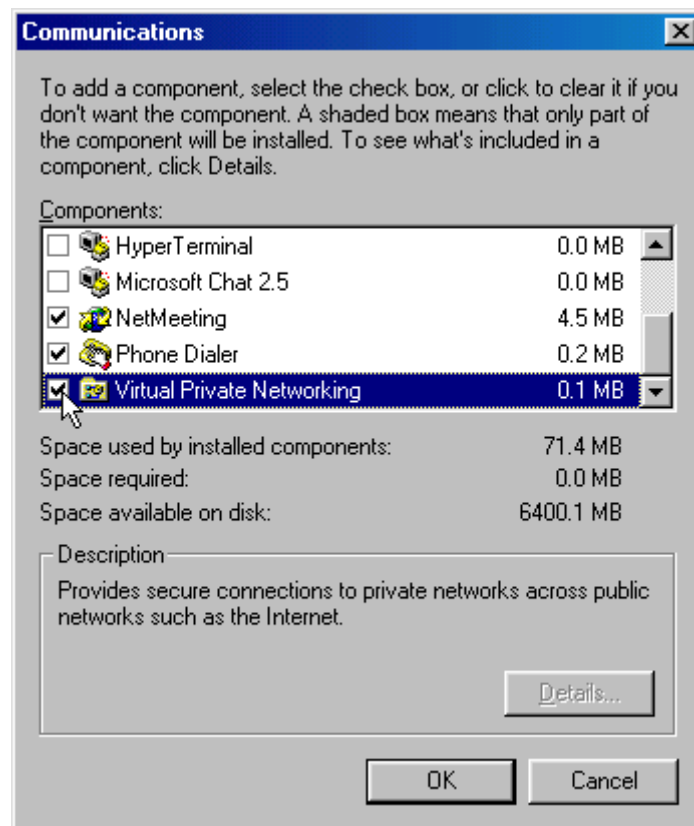 Communications
To add a component, select the check box, or click to clear it if you
don't want the component. A shaded box means that only part of
the component will be installed. To see what's included in a
component, click Details.
Components:
HyperTerminal 0.0 MB
Microsoft Chat 2.5 0.0 MB
NetMeeting 4.5 MB
Phone Dialer 0.2 MB
Virtual Private Networking 0.1 MB
Space used by installed components: 71.4 MB
Space required: 0.0 MB
Space available on disk: 6400.1 MB
Description
Provides secure connections to private networks across public
networks such as the Internet.
Details...
OK Cancel